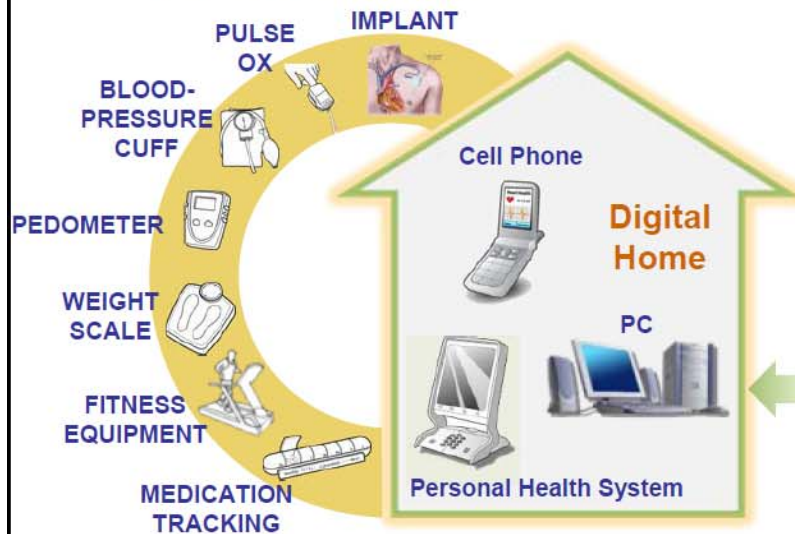 IMPLANT
PULSE
OX
BLOOD-
PRESSURE
CUFF
PEDOMETER
WEIGHT
SCALE
FITNESS
EQUIPMENT
MEDICATION
TRACKING
Cell Phone
Digital
Home
PC
Personal Health System